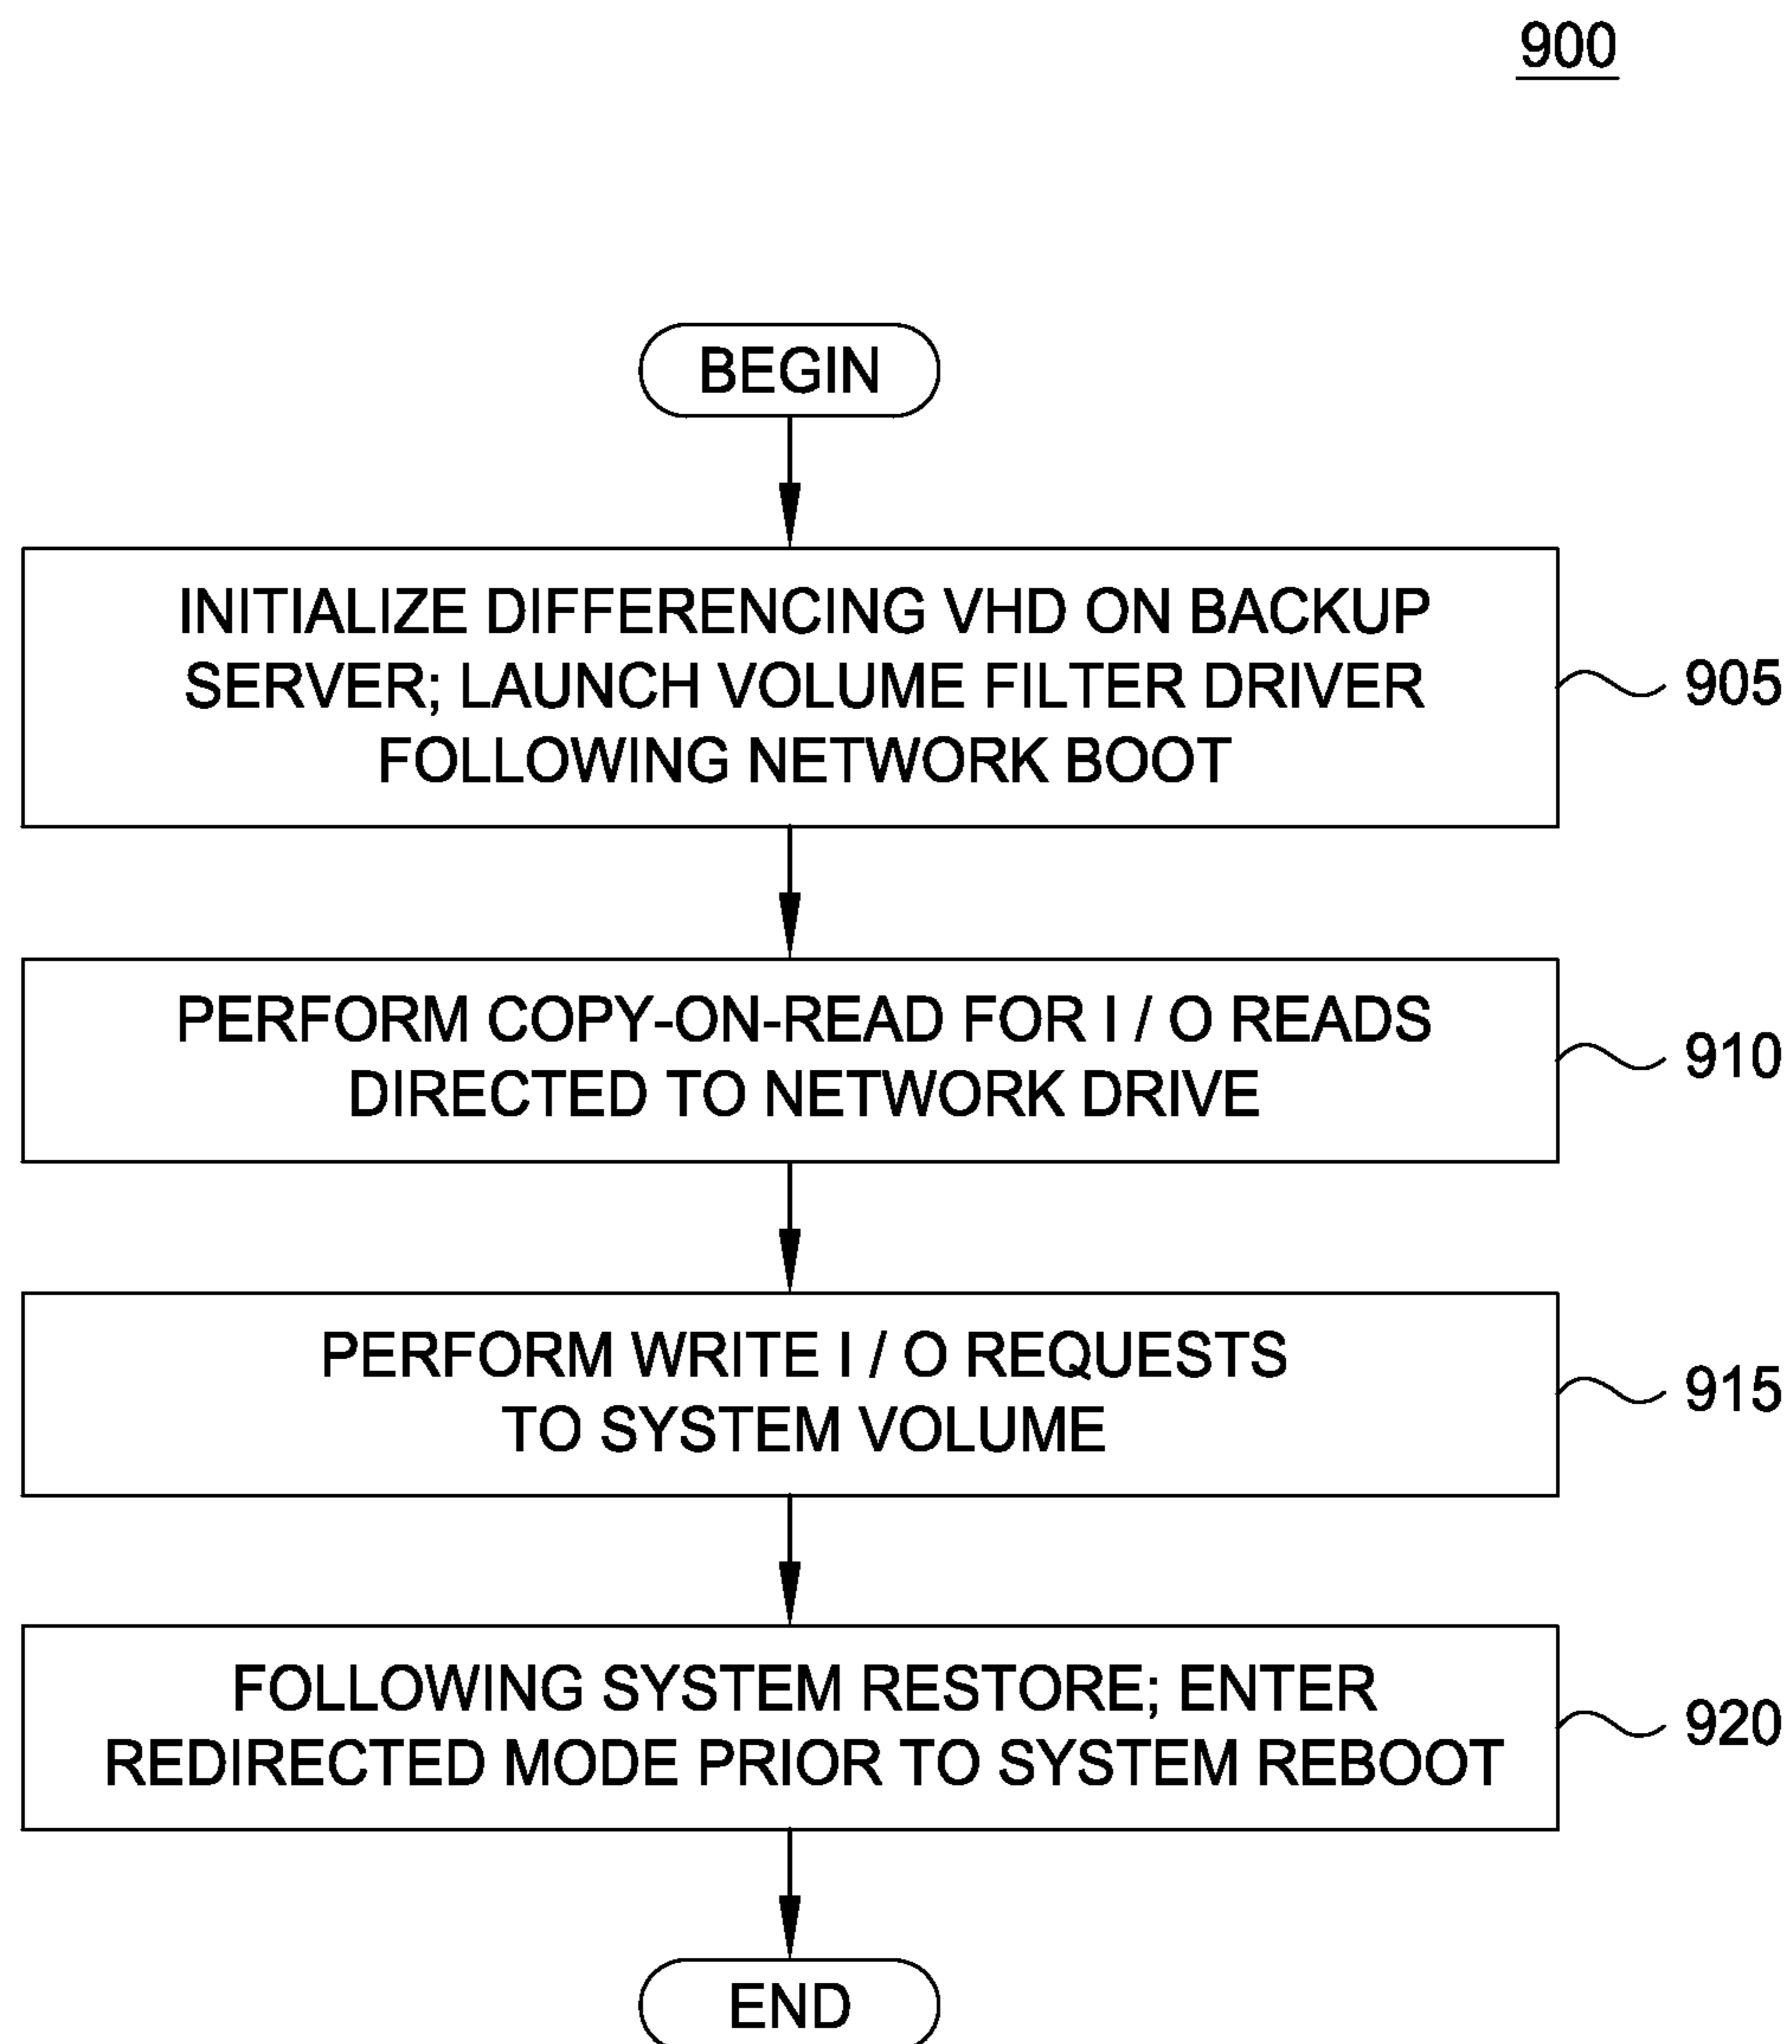 900
BEGIN
INITIALIZE DIFFERENCING VHD ON BACKUP
SERVER; LAUNCH VOLUME FILTER DRIVER
FOLLOWING NETWORK BOOT
905
PERFORM COPY-ON-READ FOR I / O READS
DIRECTED TO NETWORK DRIVE
910
PERFORM WRITE I / O REQUESTS
TO SYSTEM VOLUME
915
FOLLOWING SYSTEM RESTORE; ENTER
REDIRECTED MODE PRIOR TO SYSTEM REBOOT
920
END